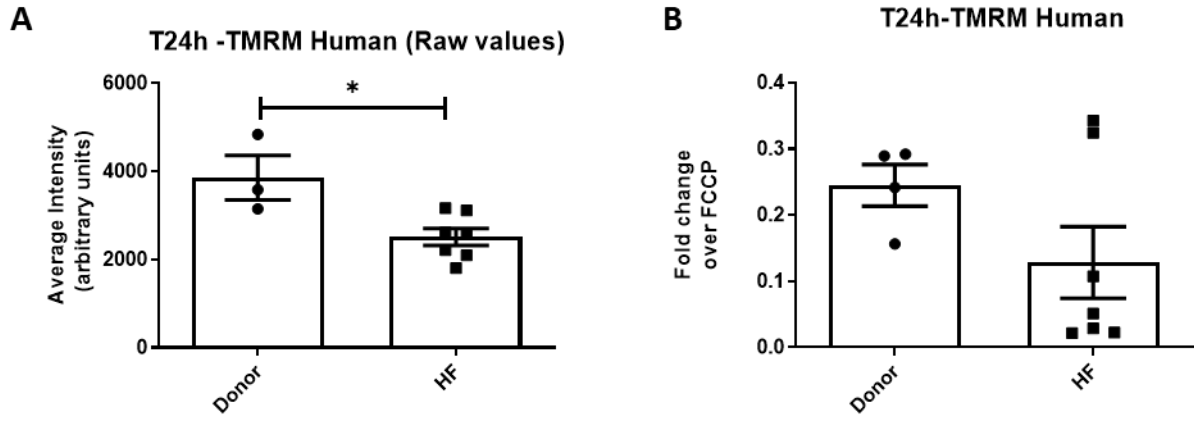 A
T24h -TMRM Human (Raw values)
Average Intensity
(arbitrary units)
6000
4000
2000
0
*
Donor
HF
B
T24h-TMRM Human
Fold change
over FCCP
0.4
0.3
0.2
0.1
0.0
Donor
HF